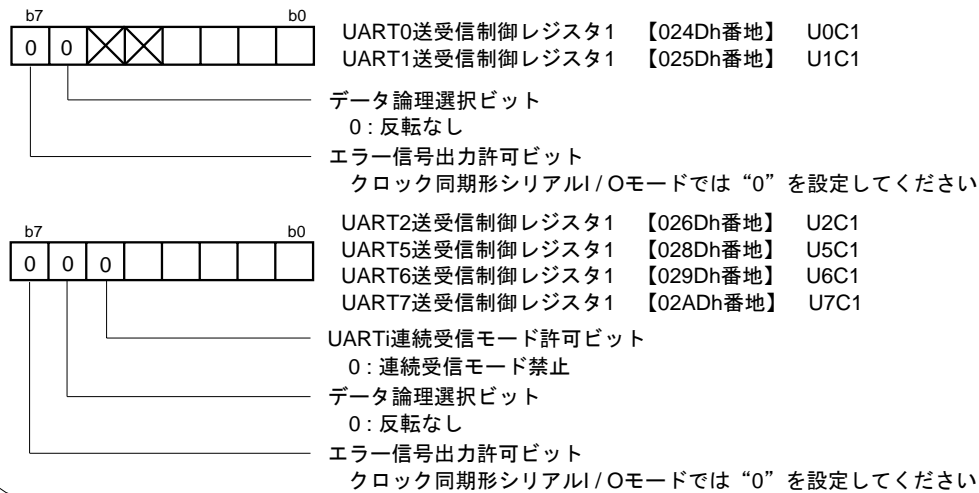 b7 b0
0 0
UART0送受信制御レジスタ1 【024Dh番地】 U0C1
UART1送受信制御レジスタ1 【025Dh番地】 U1C1
データ論理選択ビット
0 : 反転なし
エラー信号出力許可ビット
クロック同期形シリアルI / Oモードでは“0”を設定してください
b7 b0
0 0 0
UART2送受信制御レジスタ1 【026Dh番地】 U2C1
UART5送受信制御レジスタ1 【028Dh番地】 U5C1
UART6送受信制御レジスタ1 【029Dh番地】 U6C1
UART7送受信制御レジスタ1 【02ADh番地】 U7C1
UARTi連続受信モード許可ビット
0 : 連続受信モード禁止
データ論理選択ビット
0 : 反転なし
エラー信号出力許可ビット
クロック同期形シリアルI / Oモードでは“0”を設定してください